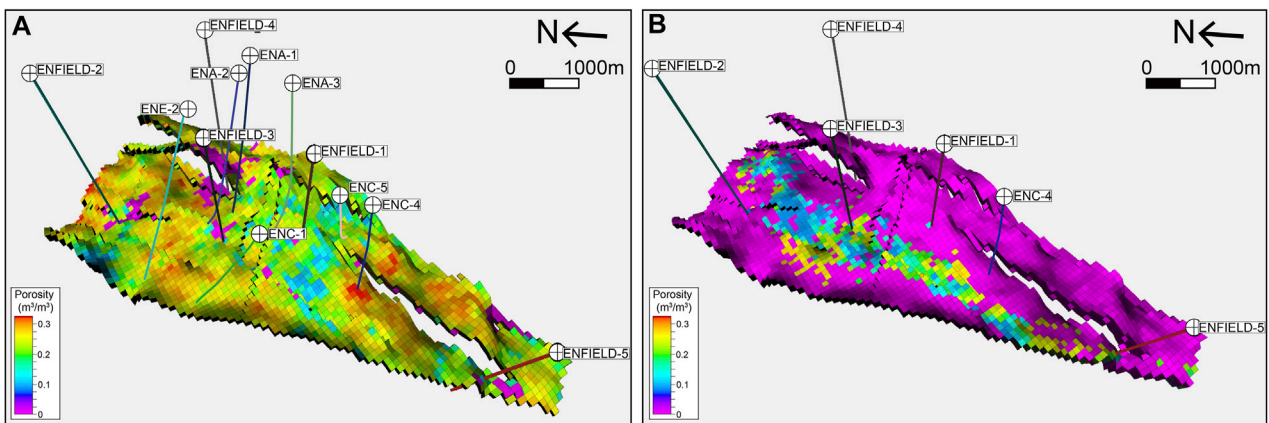 A
ENFIELD-4
N
ENA-1
ENFIELD-2
ENA-2
0 1000m
ENA-3
ENE-2
ENFIELD-3
ENFIELD-1
ENC-5
ENC-4
ENC-1
Porosity
(m³/m³)
0.3
0.2
0.1
0
ENFIELD-5
B
ENFIELD-4
N
ENFIELD-2
0 1000m
ENFIELD-3
ENFIELD-1
ENC-4
Porosity
(m³/m³)
0.3
0.2
0.1
0
ENFIELD-5